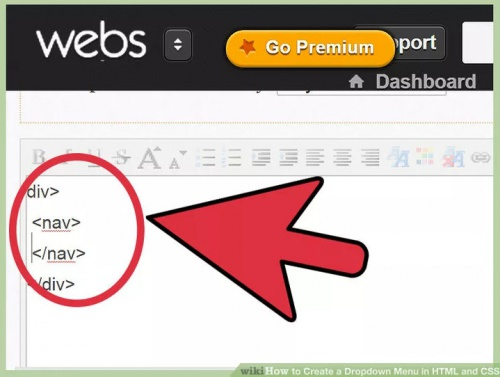 webs
Go Premium
pport
Dashboard
B I U S A A
div>
<nav>
</nav>
</div>
wikiHow to Create a Dropdown Menu in HTML and CSS